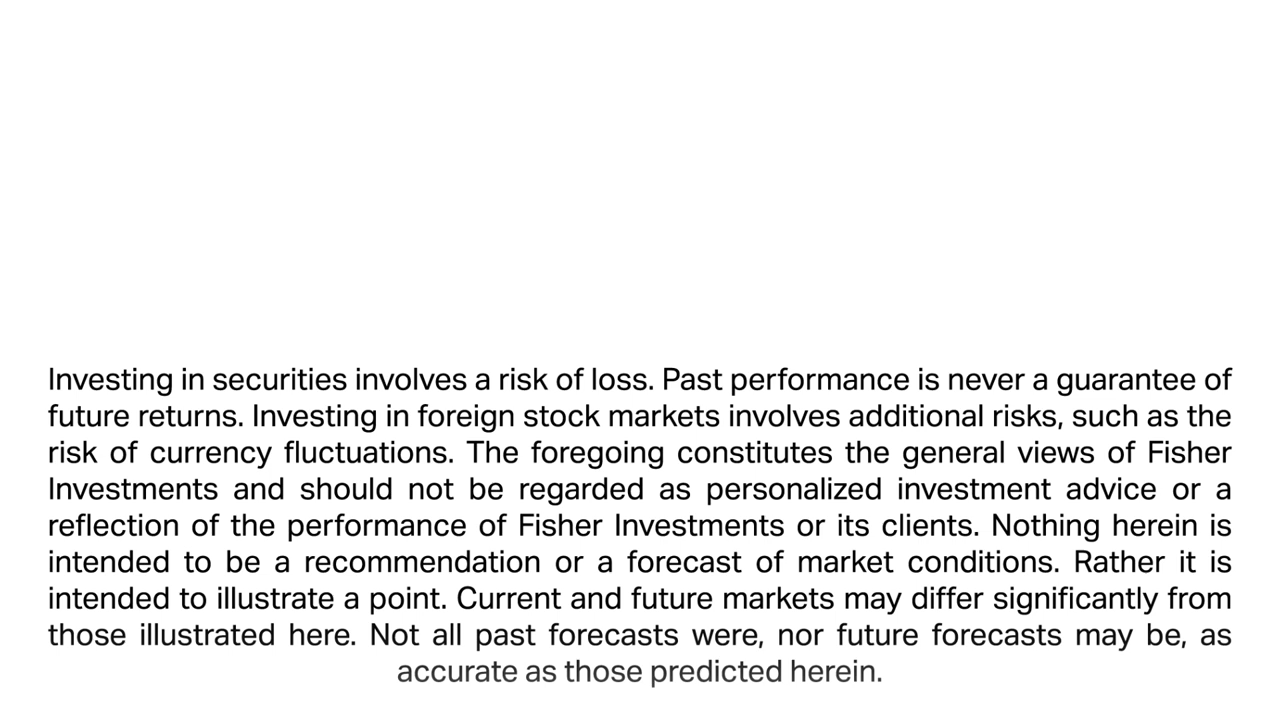 Investing in securities involves a risk of loss. Past performance is never a guarantee of
future returns. Investing in foreign stock markets involves additional risks, such as the
risk of currency fluctuations. The foregoing constitutes the general views of Fisher
Investments and should not be regarded as personalized investment advice or a
reflection of the performance of Fisher Investments or its clients. Nothing herein is
intended to be a recommendation or a forecast of market conditions. Rather it is
intended to illustrate a point. Current and future markets may differ significantly from
those illustrated here. Not all past forecasts were, nor future forecasts may be, as
accurate as those predicted herein.